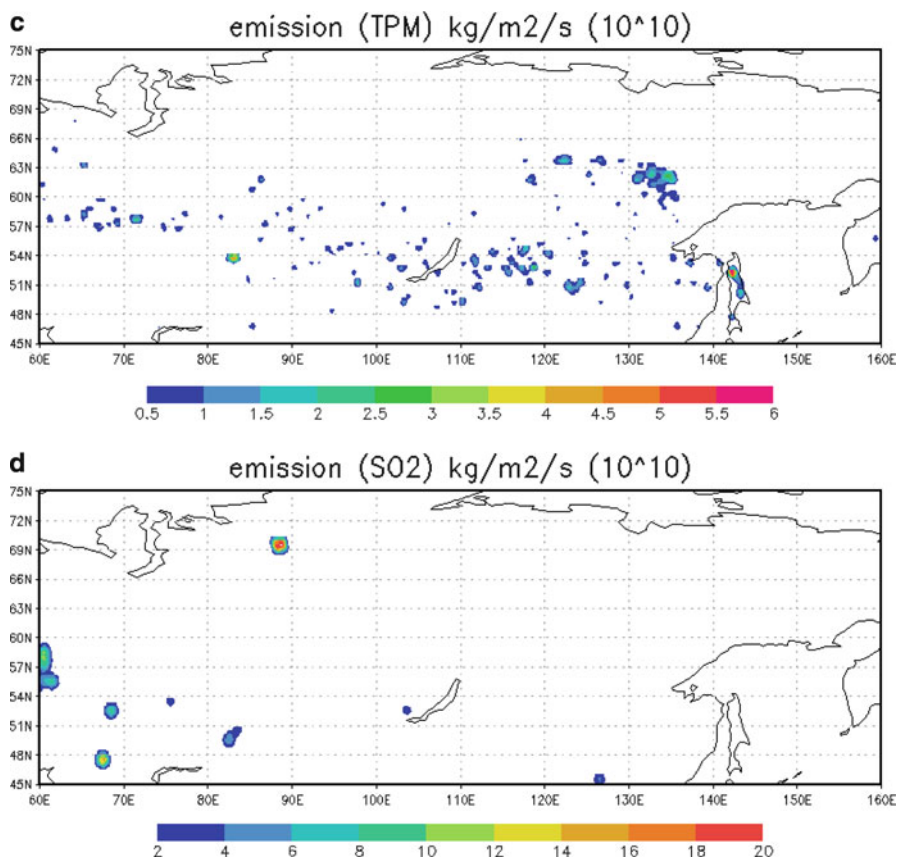 c
emission (TPM) kg/m2/s (10^10)
75N
72N
69N
66N
63N
60N
57N
54N
51N
48N
45N
60E 70E 80E 90E 100E 110E 120E 130E 140E 150E 160E
0.5 1 1.5 2 2.5 3 3.5 4 4.5 5 5.5 6
d
emission (SO2) kg/m2/s (10^10)
75N
72N
69N
66N
63N
60N
57N
54N
51N
48N
45N
60E 70E 80E 90E 100E 110E 120E 130E 140E 150E 160E
2 4 6 8 10 12 14 16 18 20